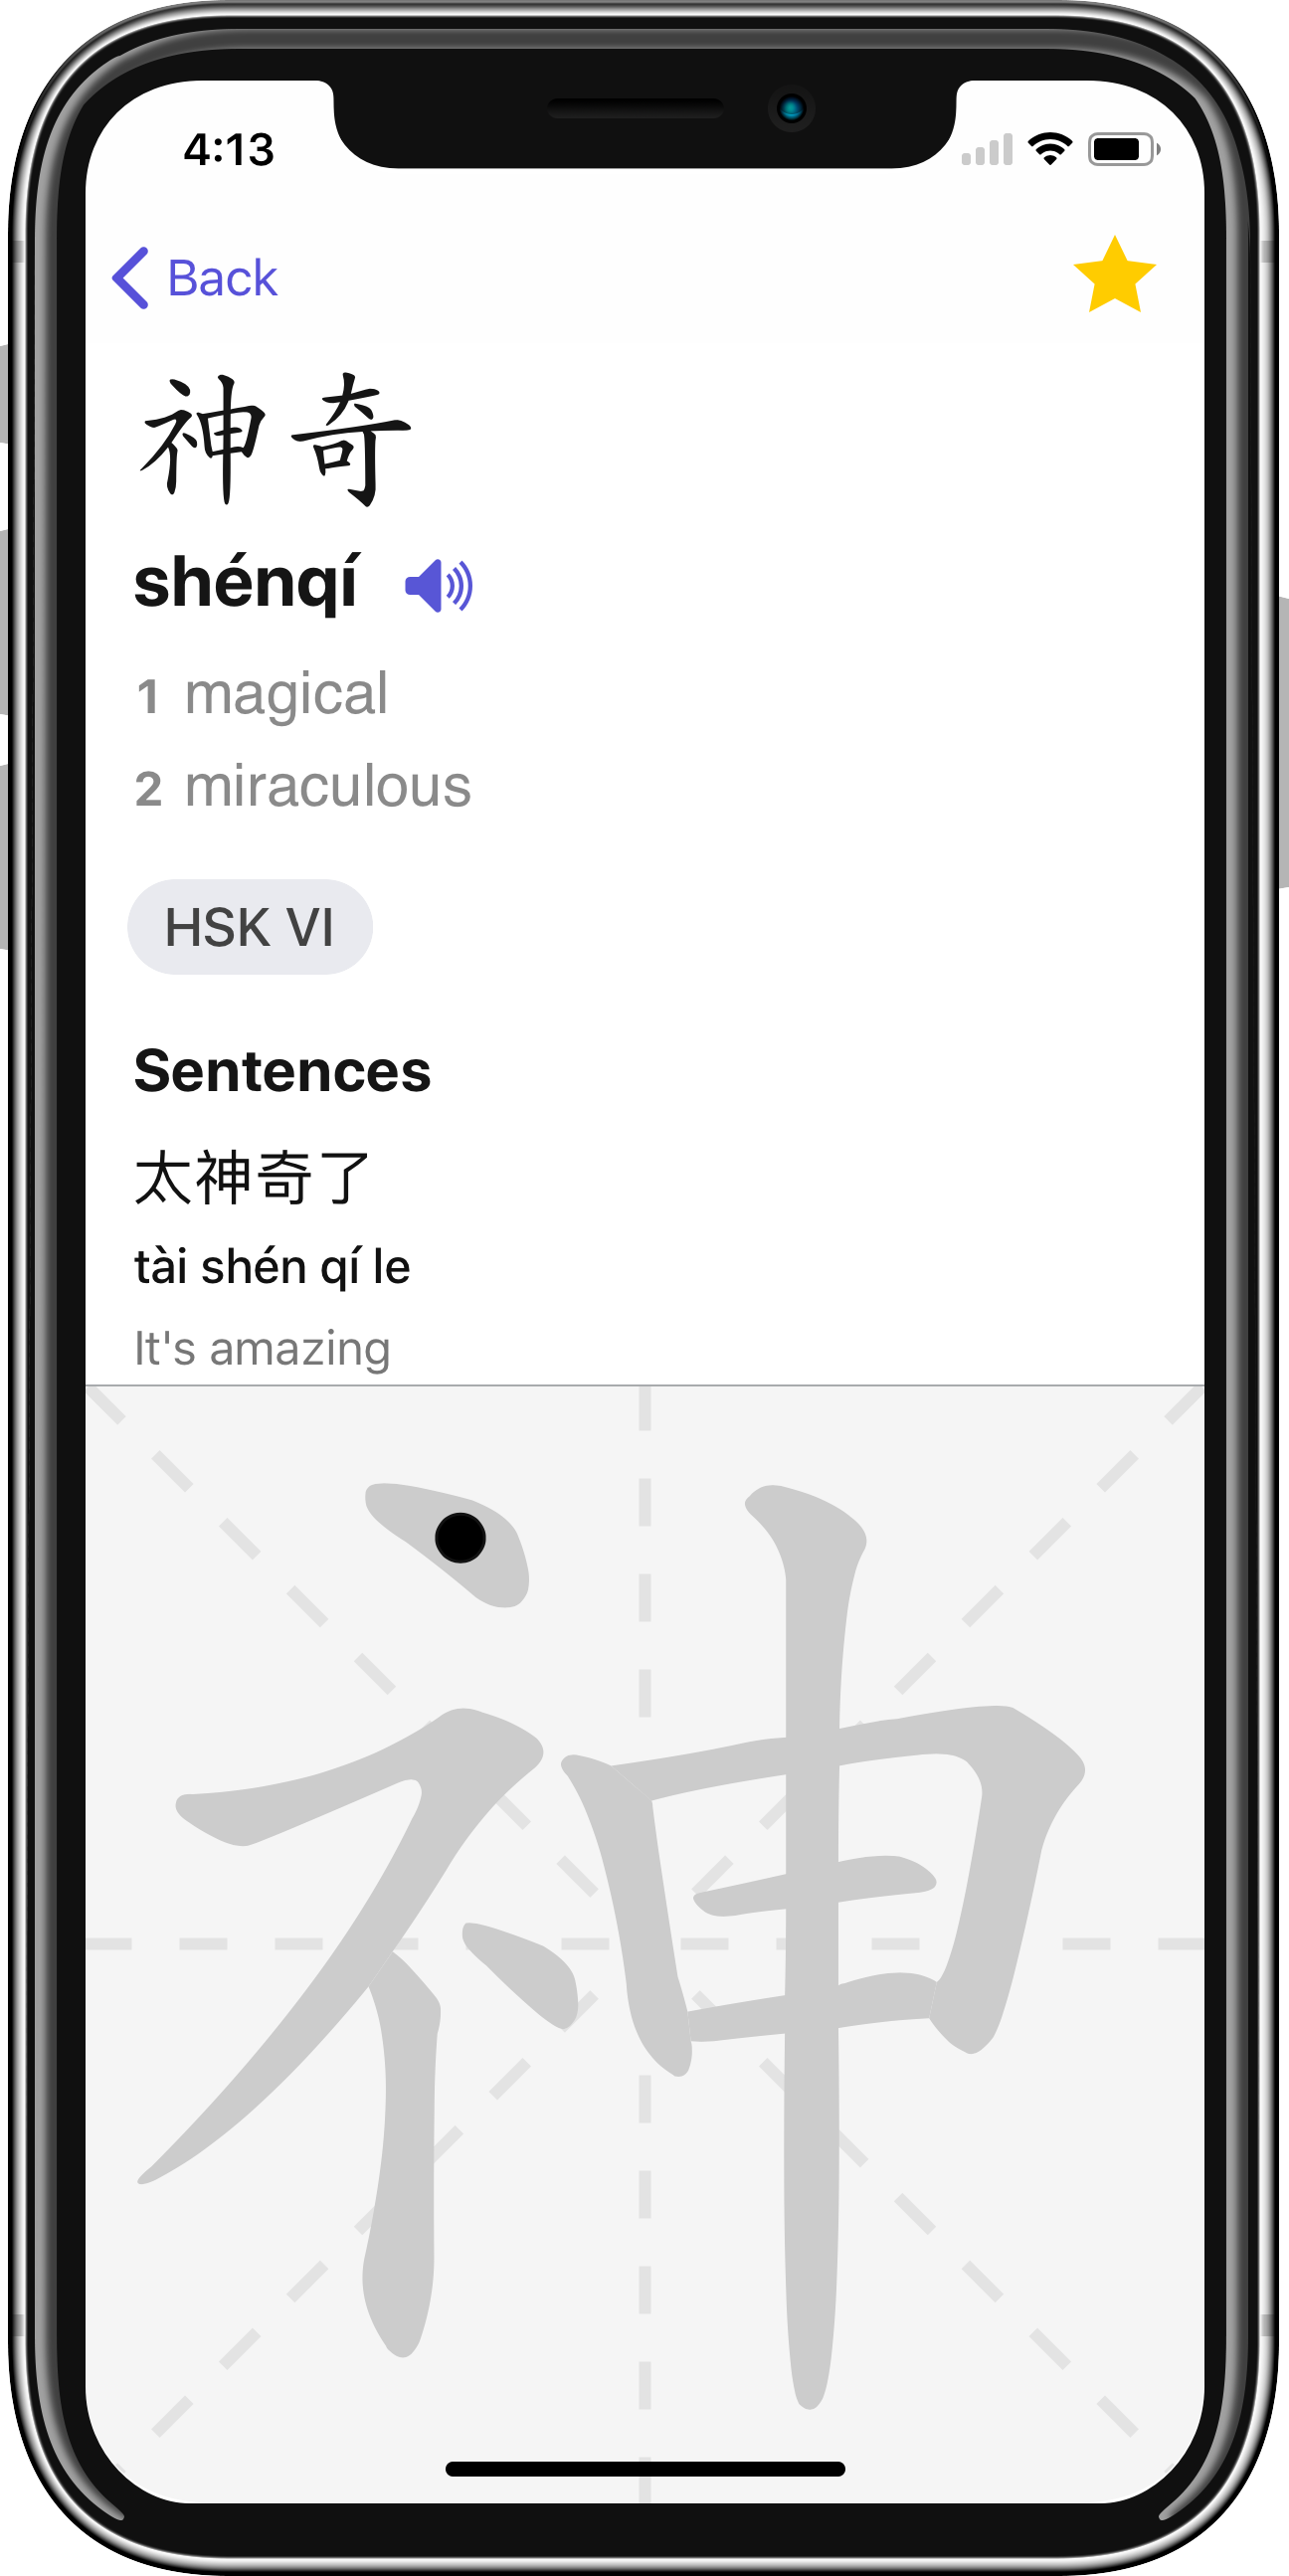 4:13
Back
神奇
shénqí
1 magical
2 miraculous
HSK VI
Sentences
太神奇了
tài shén qí le
It's amazing
神